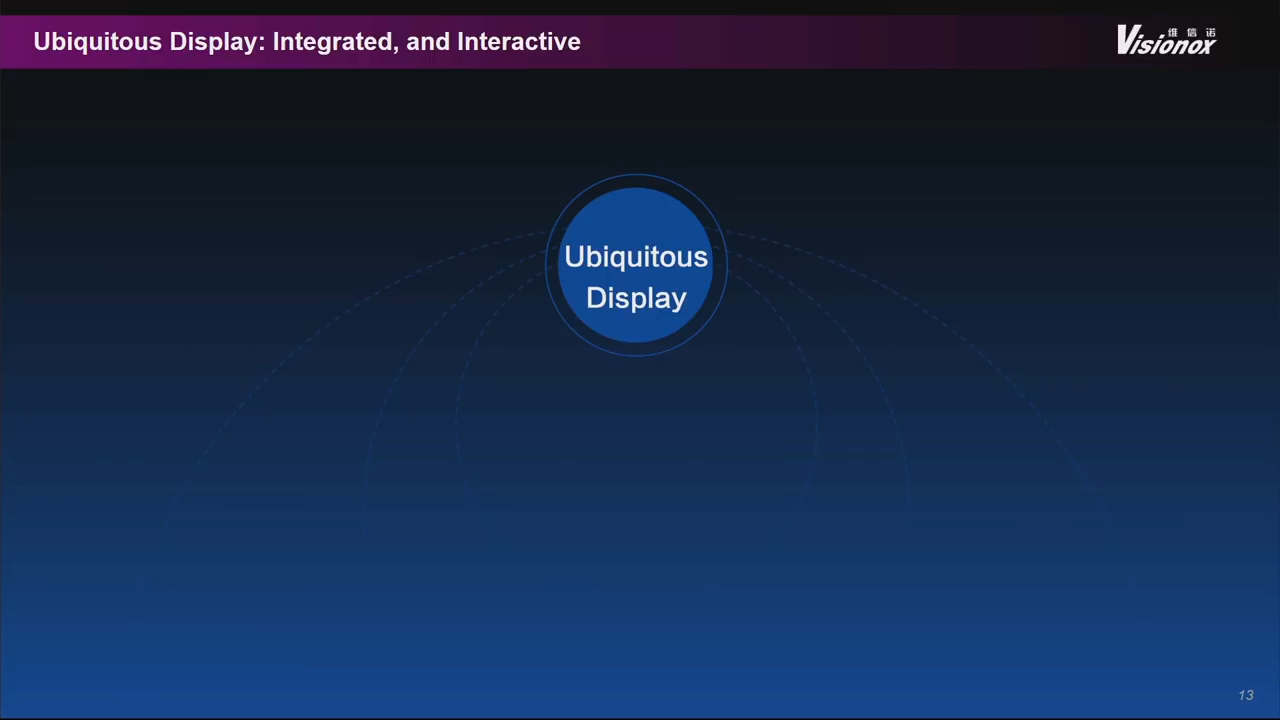 Ubiquitous Display: Integrated, and Interactive
维信诺
Visionox
Ubiquitous
Display
13